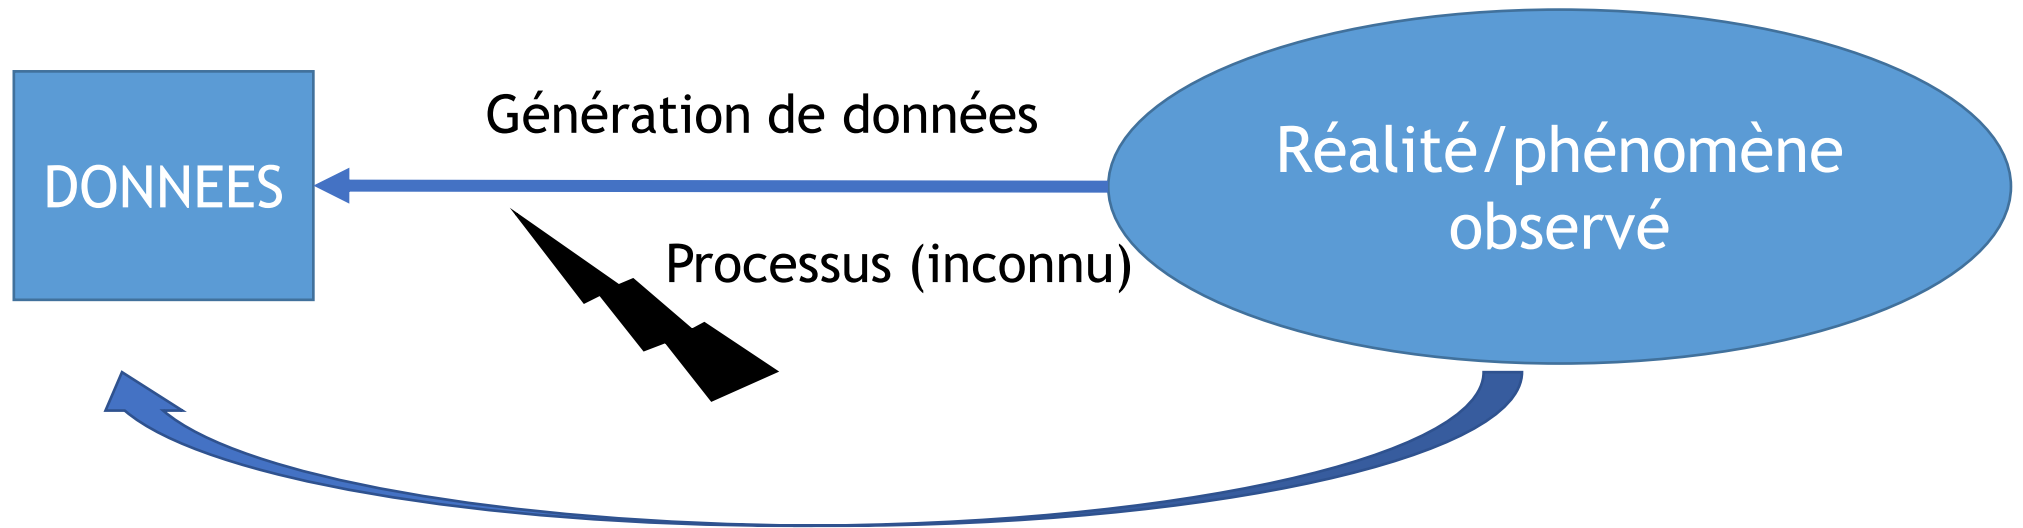 Génération de données
DONNEES
Réalité/phénomène
observé
Processus (inconnu)